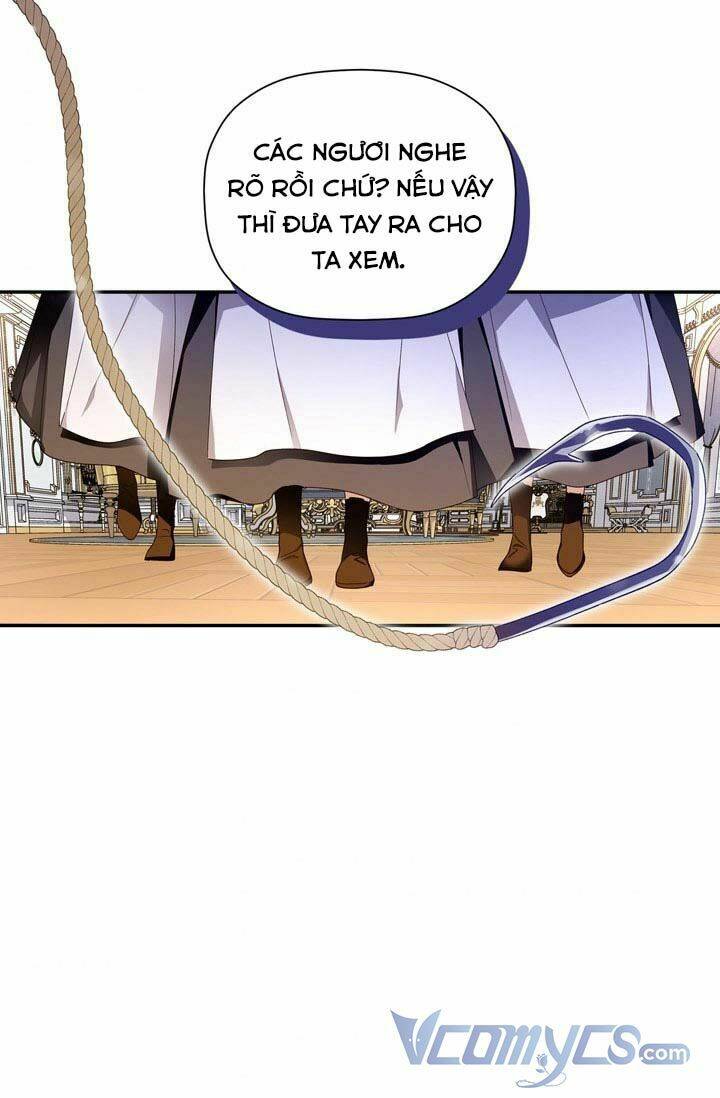 CÁC NGƯƠI NGHE
RÕ RỒI CHỨ? NẾU VẬY
THÌ ĐƯA TAY RA CHO
TA XEM.
VCOMYCS.com